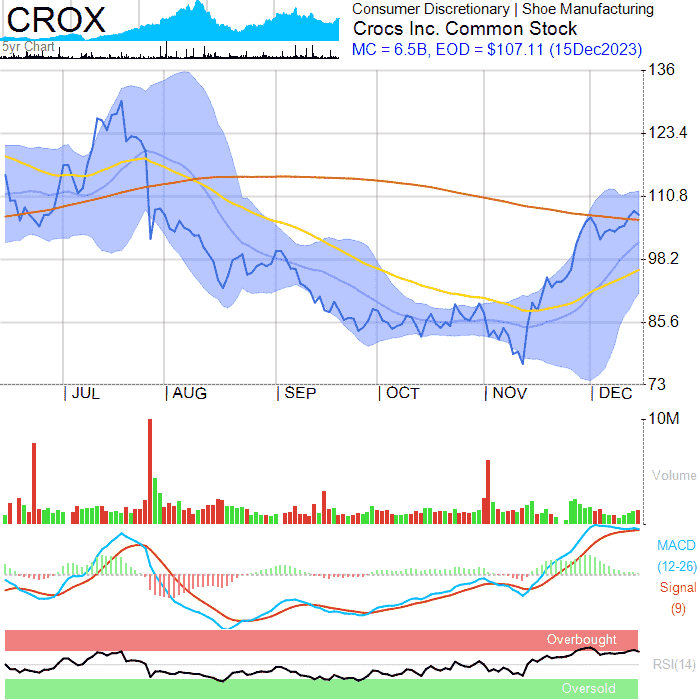 CROX
5yr Chart
Consumer Discretionary | Shoe Manufacturing
Crocs Inc. Common Stock
MC = 6.5B, EOD = $107.11 (15Dec2023)
136
123.4
110.8
98.2
85.6
73
JUL AUG SEP OCT NOV DEC
10M
Volume
MACD
(12-26)
Signal
(9)
Overbought
RSI(14)
Oversold